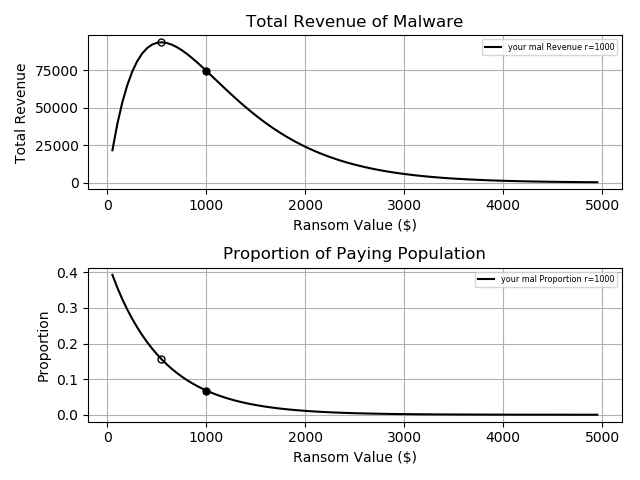 Total Revenue of Malware
your mal Revenue r=1000
Total Revenue
75000
50000
25000
0
0 1000 2000 3000 4000 5000
Ransom Value ($)
Proportion of Paying Population
your mal Proportion r=1000
Proportion
0.4
0.3
0.2
0.1
0.0
0 1000 2000 3000 4000 5000
Ransom Value ($)